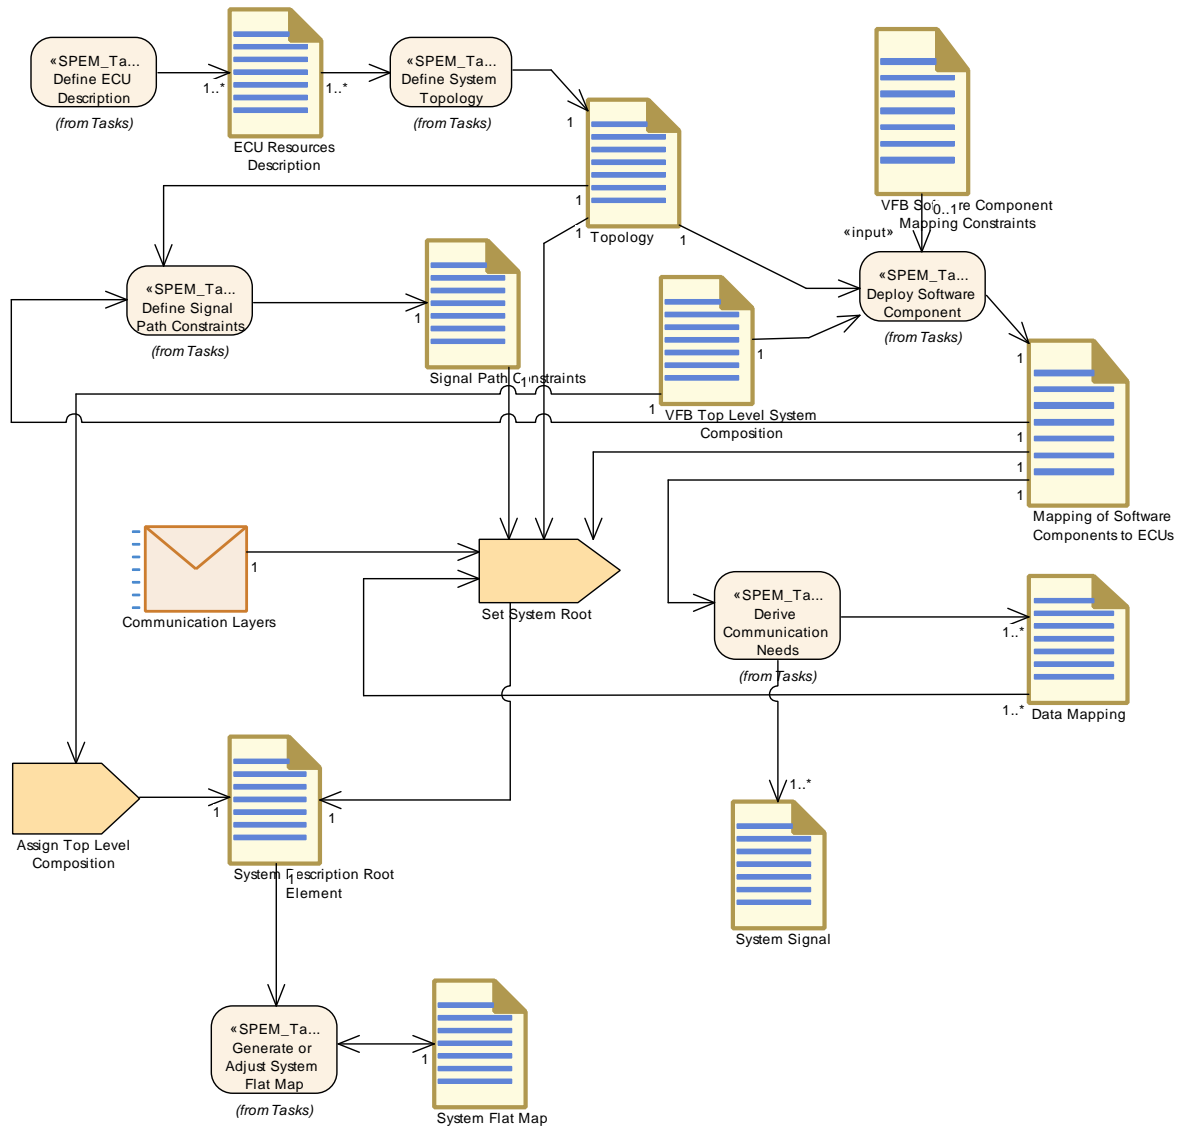 «SPEM_Ta...
Define ECU
Description
(from Tasks)
1..*
1..*
ECU Resources
Description
«SPEM_Ta...
Define System
Topology
(from Tasks)
1
1
1
1
Topology
VFB So
re Component
Mapping Constraints
0..1
«input»
«SPEM_Ta...
Deploy Software
Component
(from Tasks)
«SPEM_Ta...
Define Signal
Path Constraints
(from Tasks)
1
Signal Path
1
1
1
VFB Top Level System
Composition
1
1
1
1
Mapping of Software
Components to ECUs
1
Communication Layers
Set System Root
«SPEM_Ta...
Derive
Communication
Needs
(from Tasks)
1..*
1..*
Data Mapping
1..*
System Signal
Assign Top Level
Composition
1
1
System
Root
Element
1
«SPEM_Ta...
Generate or
Adjust System
Flat Map
(from Tasks)
1
System Flat Map